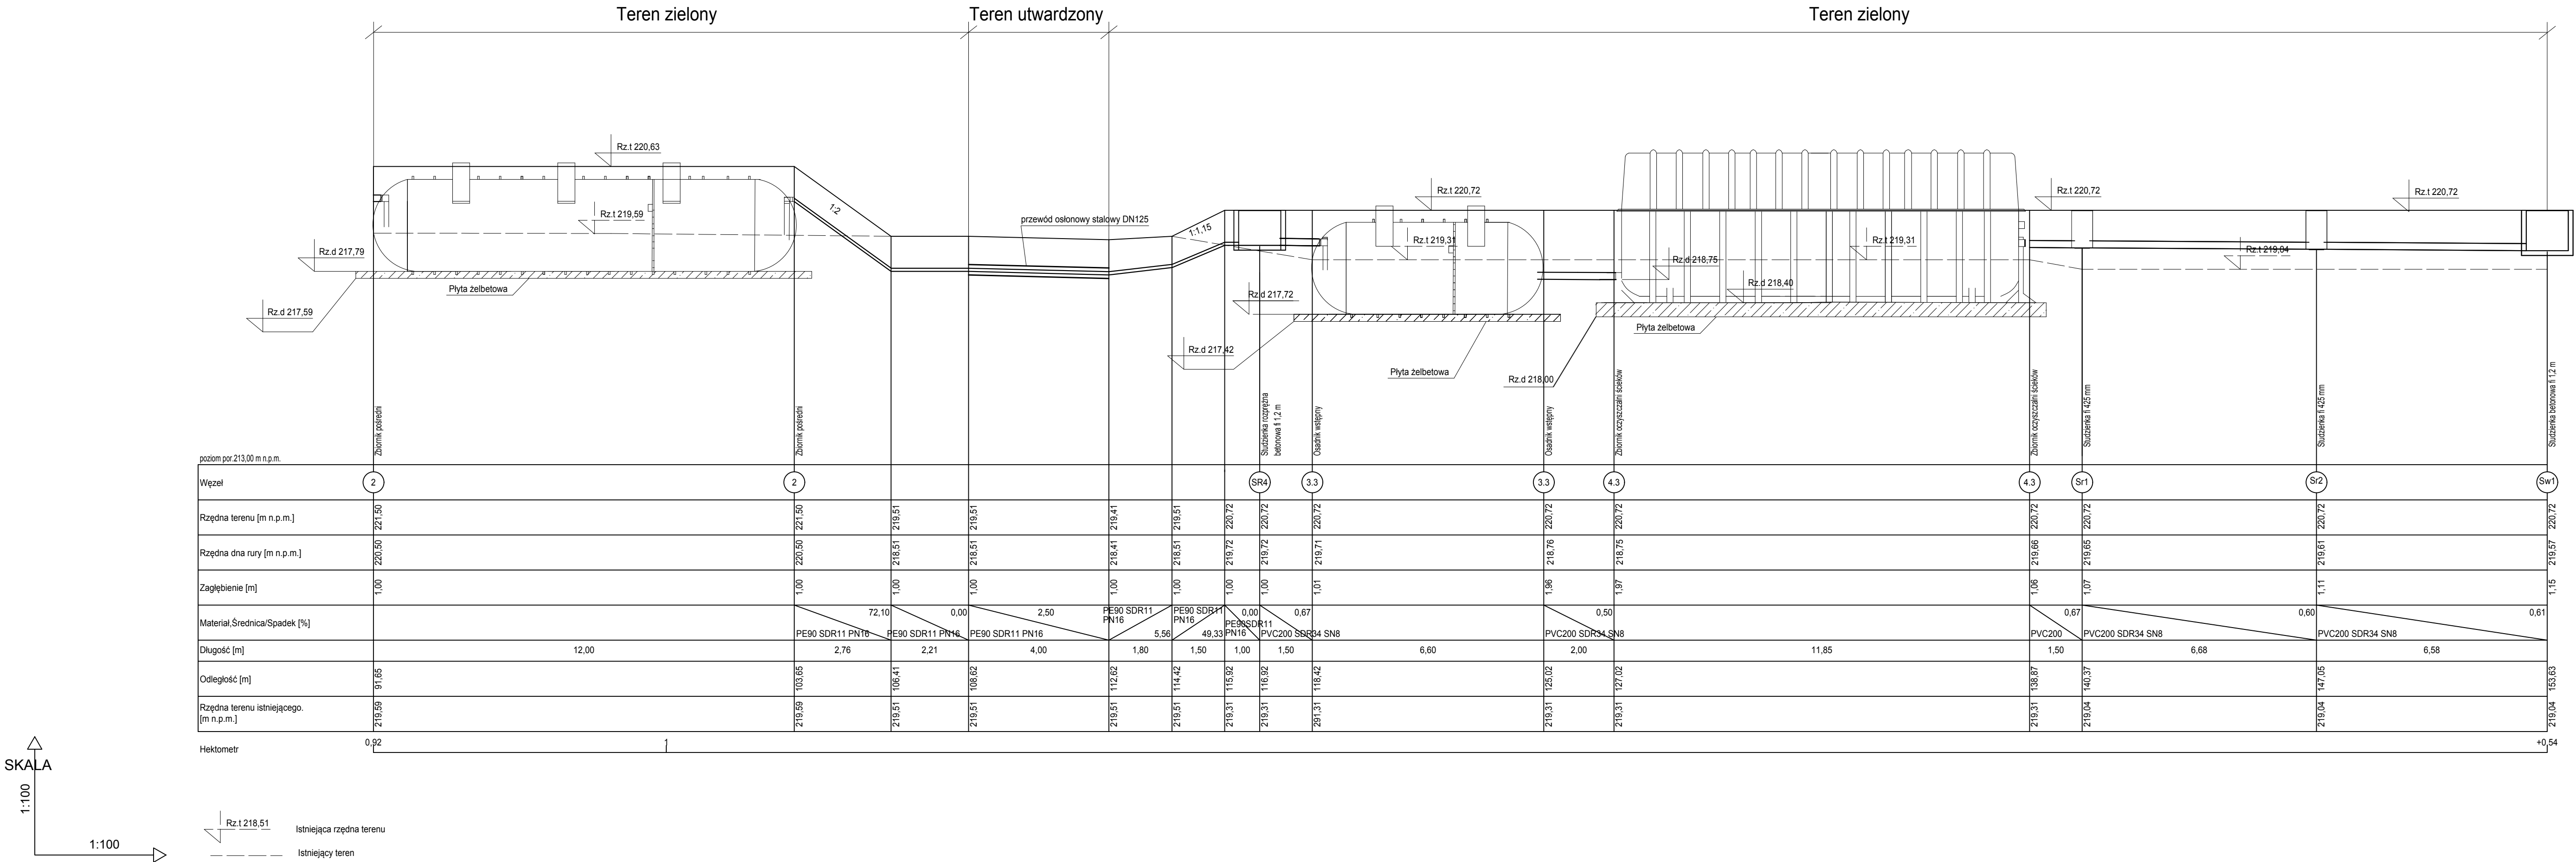 Teren zielony
Teren utwardzony
Teren zielony
Rz.t 220,63
Rz.t 219,59
Rz.d 217,79
Rz.d 217,59
Płyta żelbetowa
1:2
przewód osłonowy stalowy DN125
1:1,15
Rz.t 220,72
Rz.t 219,31
Rz.d 217,72
Rz.d 217,42
Płyta żelbetowa
Rz.d 218,75
Rz.t 219,31
Rz.d 218,40
Rz.d 218,00
Płyta żelbetowa
Rz.t 220,72
Rz.t 219,04
Rz.t 220,72
Zbiornik pośredni
Zbiornik pośredni
Studzienka rozprężna
betonowa fi 1,2 m
Osadnik wstępny
Osadnik wstępny
Zbiornik oczyszczalni ścieków
Zbiornik oczyszczalni ścieków
Studzienka fi 425 mm
Studzienka fi 425 mm
Studzienka betonowa fi 1,2 m
poziom por.213,00 m n.p.m.
Węzeł 2 2 SR4 3.3 3.3 4.3 4.3 Sr1 Sr2 Sw1
Rzędna terenu [m n.p.m.] 221,50 221,50 219,51 219,51 219,41 219,51 220,72 220,72 220,72 220,72 220,72 220,72 220,72 220,72 220,72
Rzędna dna rury [m n.p.m.] 220,50 220,50 218,51 218,51 218,41 218,51 219,72 219,72 219,71 218,76 218,75 219,66 219,65 219,61 219,57
Zagłębienie [m] 1,00 1,00 1,00 1,00 1,00 1,00 1,00 1,00 1,01 1,96 1,97 1,06 1,07 1,11 1,15
Materiał,Średnica/Spadek [%]
72,10
PE90 SDR11 PN16
0,00
PE90 SDR11 PN16
2,50
PE90 SDR11 PN16
PE90 SDR11
PN16
5,56
PE90 SDR11
PN16
49,33
0,00
PE90SDR11
PN16
0,67
PVC200 SDR34 SN8
0,50
PVC200 SDR34 SN8
0,67
PVC200
0,60
PVC200 SDR34 SN8
0,61
PVC200 SDR34 SN8
Długość [m] 12,00 2,76 2,21 4,00 1,80 1,50 1,00 1,50 6,60 2,00 11,85 1,50 6,68 6,58
Odległość [m] 91,65 103,65 106,41 108,62 112,62 114,42 115,92 116,92 118,42 125,02 127,02 138,87 140,37 147,05 153,63
Rzędna terenu istniejącego.
[m n.p.m.] 219,59 219,59 219,51 219,51 219,51 219,51 219,31 219,31 291,31 219,31 219,31 219,31 219,04 219,04 219,04
Hektometr 0,92 1 +0,54
SKALA
1:100
1:100
Rz.t 218,51 Istniejąca rzędna terenu
Istniejący teren